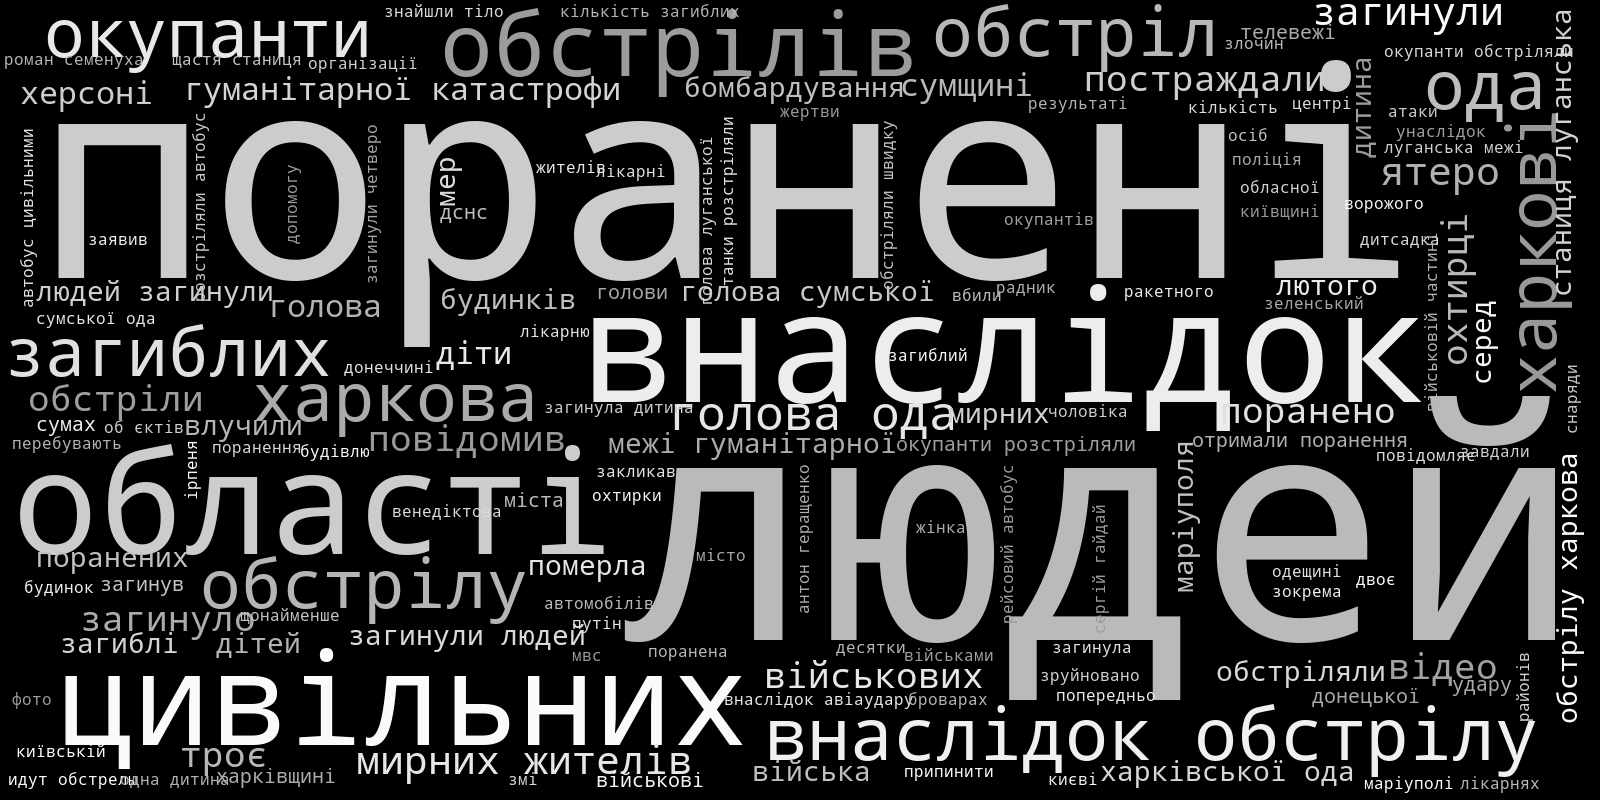 знайшли тіло
кількість загиблих
загинули
окупанти
обстрілів
обстріл
телевежі
злочин
окупанти обстріляли
роман семенуха
щастя станиця
організації
херсоні
гуманітарної катастрофи
бомбардування
сумщині
постраждали
ода
результаті
кількість
центрі
дитина
станиця луганська
жертви
атаки
унаслідок
луганська межі
автобус цивільними
розстріляли автобус
поранені
загинули четверо
допомогу
мер
жителів
лікарні
голова луганської
танки розстріляли
обстріляли швидку
осіб
поліція
обласної
київщині
ятеро
харкові
ворожого
дснс
окупантів
заявив
дитсадка
охтирці
людей загинули
голова
будинків
голови
голова сумської
вбили
радник
ракетного
лютого
зеленський
серед
військовій частині
сумської ода
лікарню
внаслідок
загиблих
діти
загиблий
донеччині
снаряди
обстріли
харкова
загинула дитина
голова ода
мирних
чоловіка
поранено
сумах
об єктів
влучили
повідомив
межі гуманітарної
окупанти розстріляли
отримали поранення
перебувають
поранення
будівлю
повідомляє
завдали
ірпеня
області
закликав
людей
маріуполя
обстрілу харкова
охтирки
міста
венедіктова
антон геращенко
рейсовий автобус
сергій гайдай
жінка
місто
поранених
обстрілу
померла
одещині
двоє
зокрема
будинок
загинув
автомобілів
загинуло
щонайменше
путін
загиблі
дітей
загинули людей
мвс
поранена
десятки
військами
загинула
зруйновано
попередньо
обстріляли
відео
удару
районів
донецької
фото
цивільних
військових
внаслідок авіаудару
броварах
внаслідок обстрілу
київській
троє
мирних жителів
идут обстрелы
одна дитина
харківщині
змі
військові
війська
припинити
києві
харківської ода
маріуполі
лікарнях